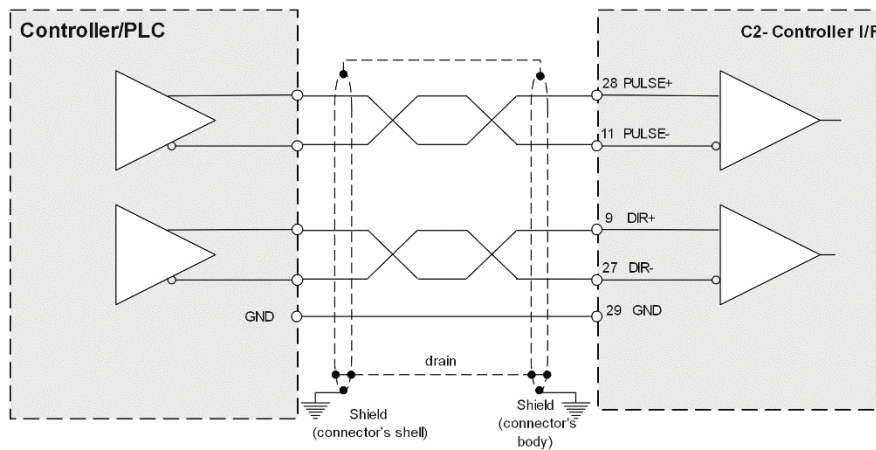 Controller/PLC
C2- Controller I/F
28 PULSE+
11 PULSE-
9 DIR+
27 DIR-
GND
29 GND
drain
Shield
(connector's shell)
Shield
(connector's
body)